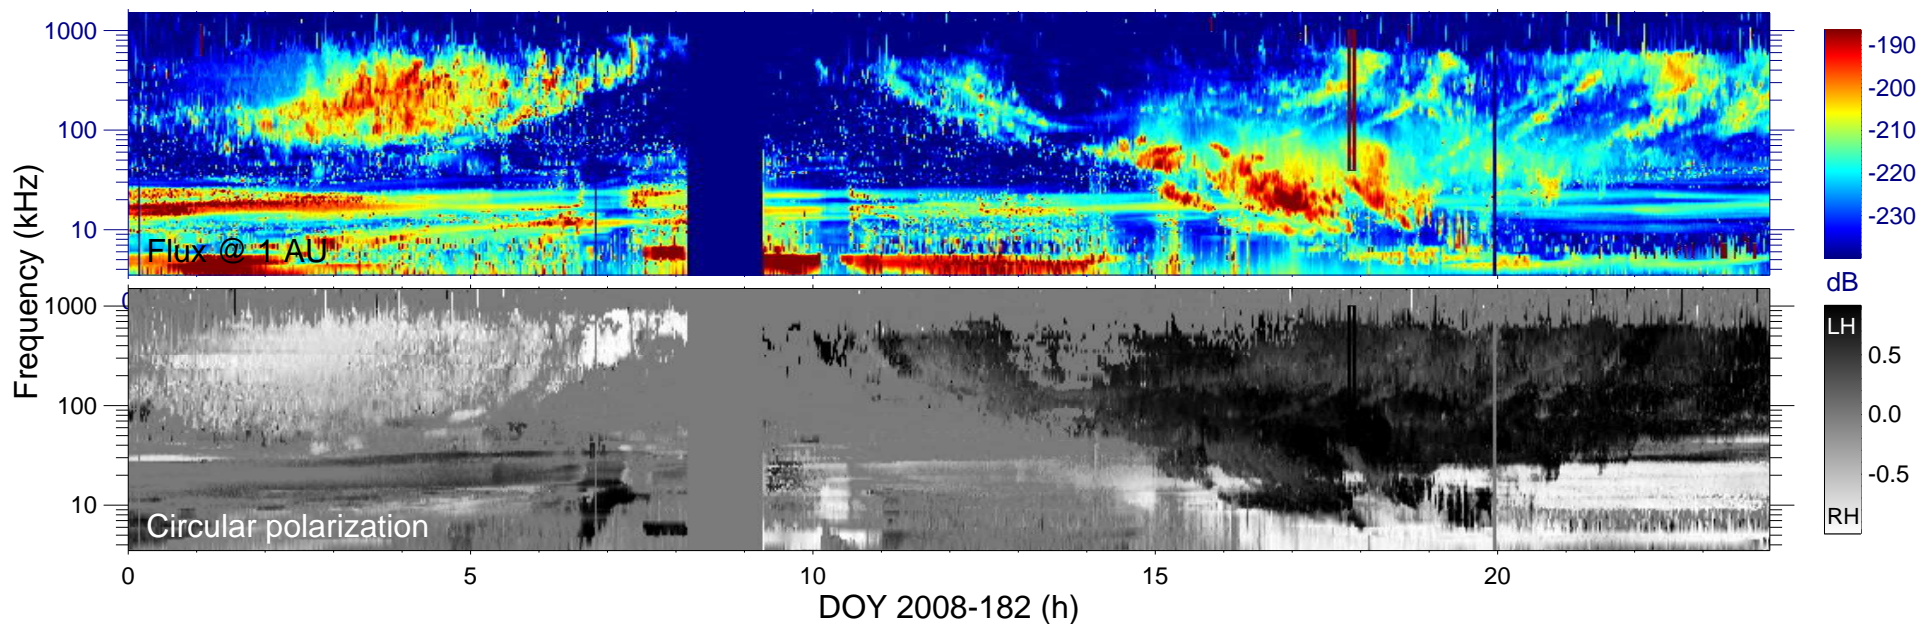 1000
100
10
Flux @ 1 AU
-190
-200
-210
-220
-230
dB
0
1000
100
10
Circular polarization
LH
0.5
0.0
-0.5
RH
Frequency (kHz)
0 5 10 15 20
DOY 2008-182 (h)